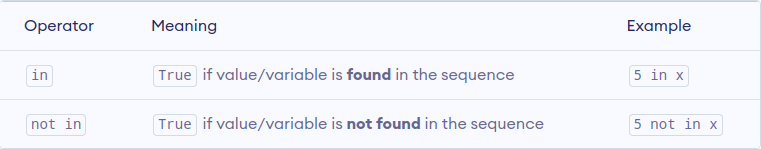 Operator Meaning Example
in True if value/variable is found in the sequence 5 in x
not in True if value/variable is not found in the sequence 5 not in x